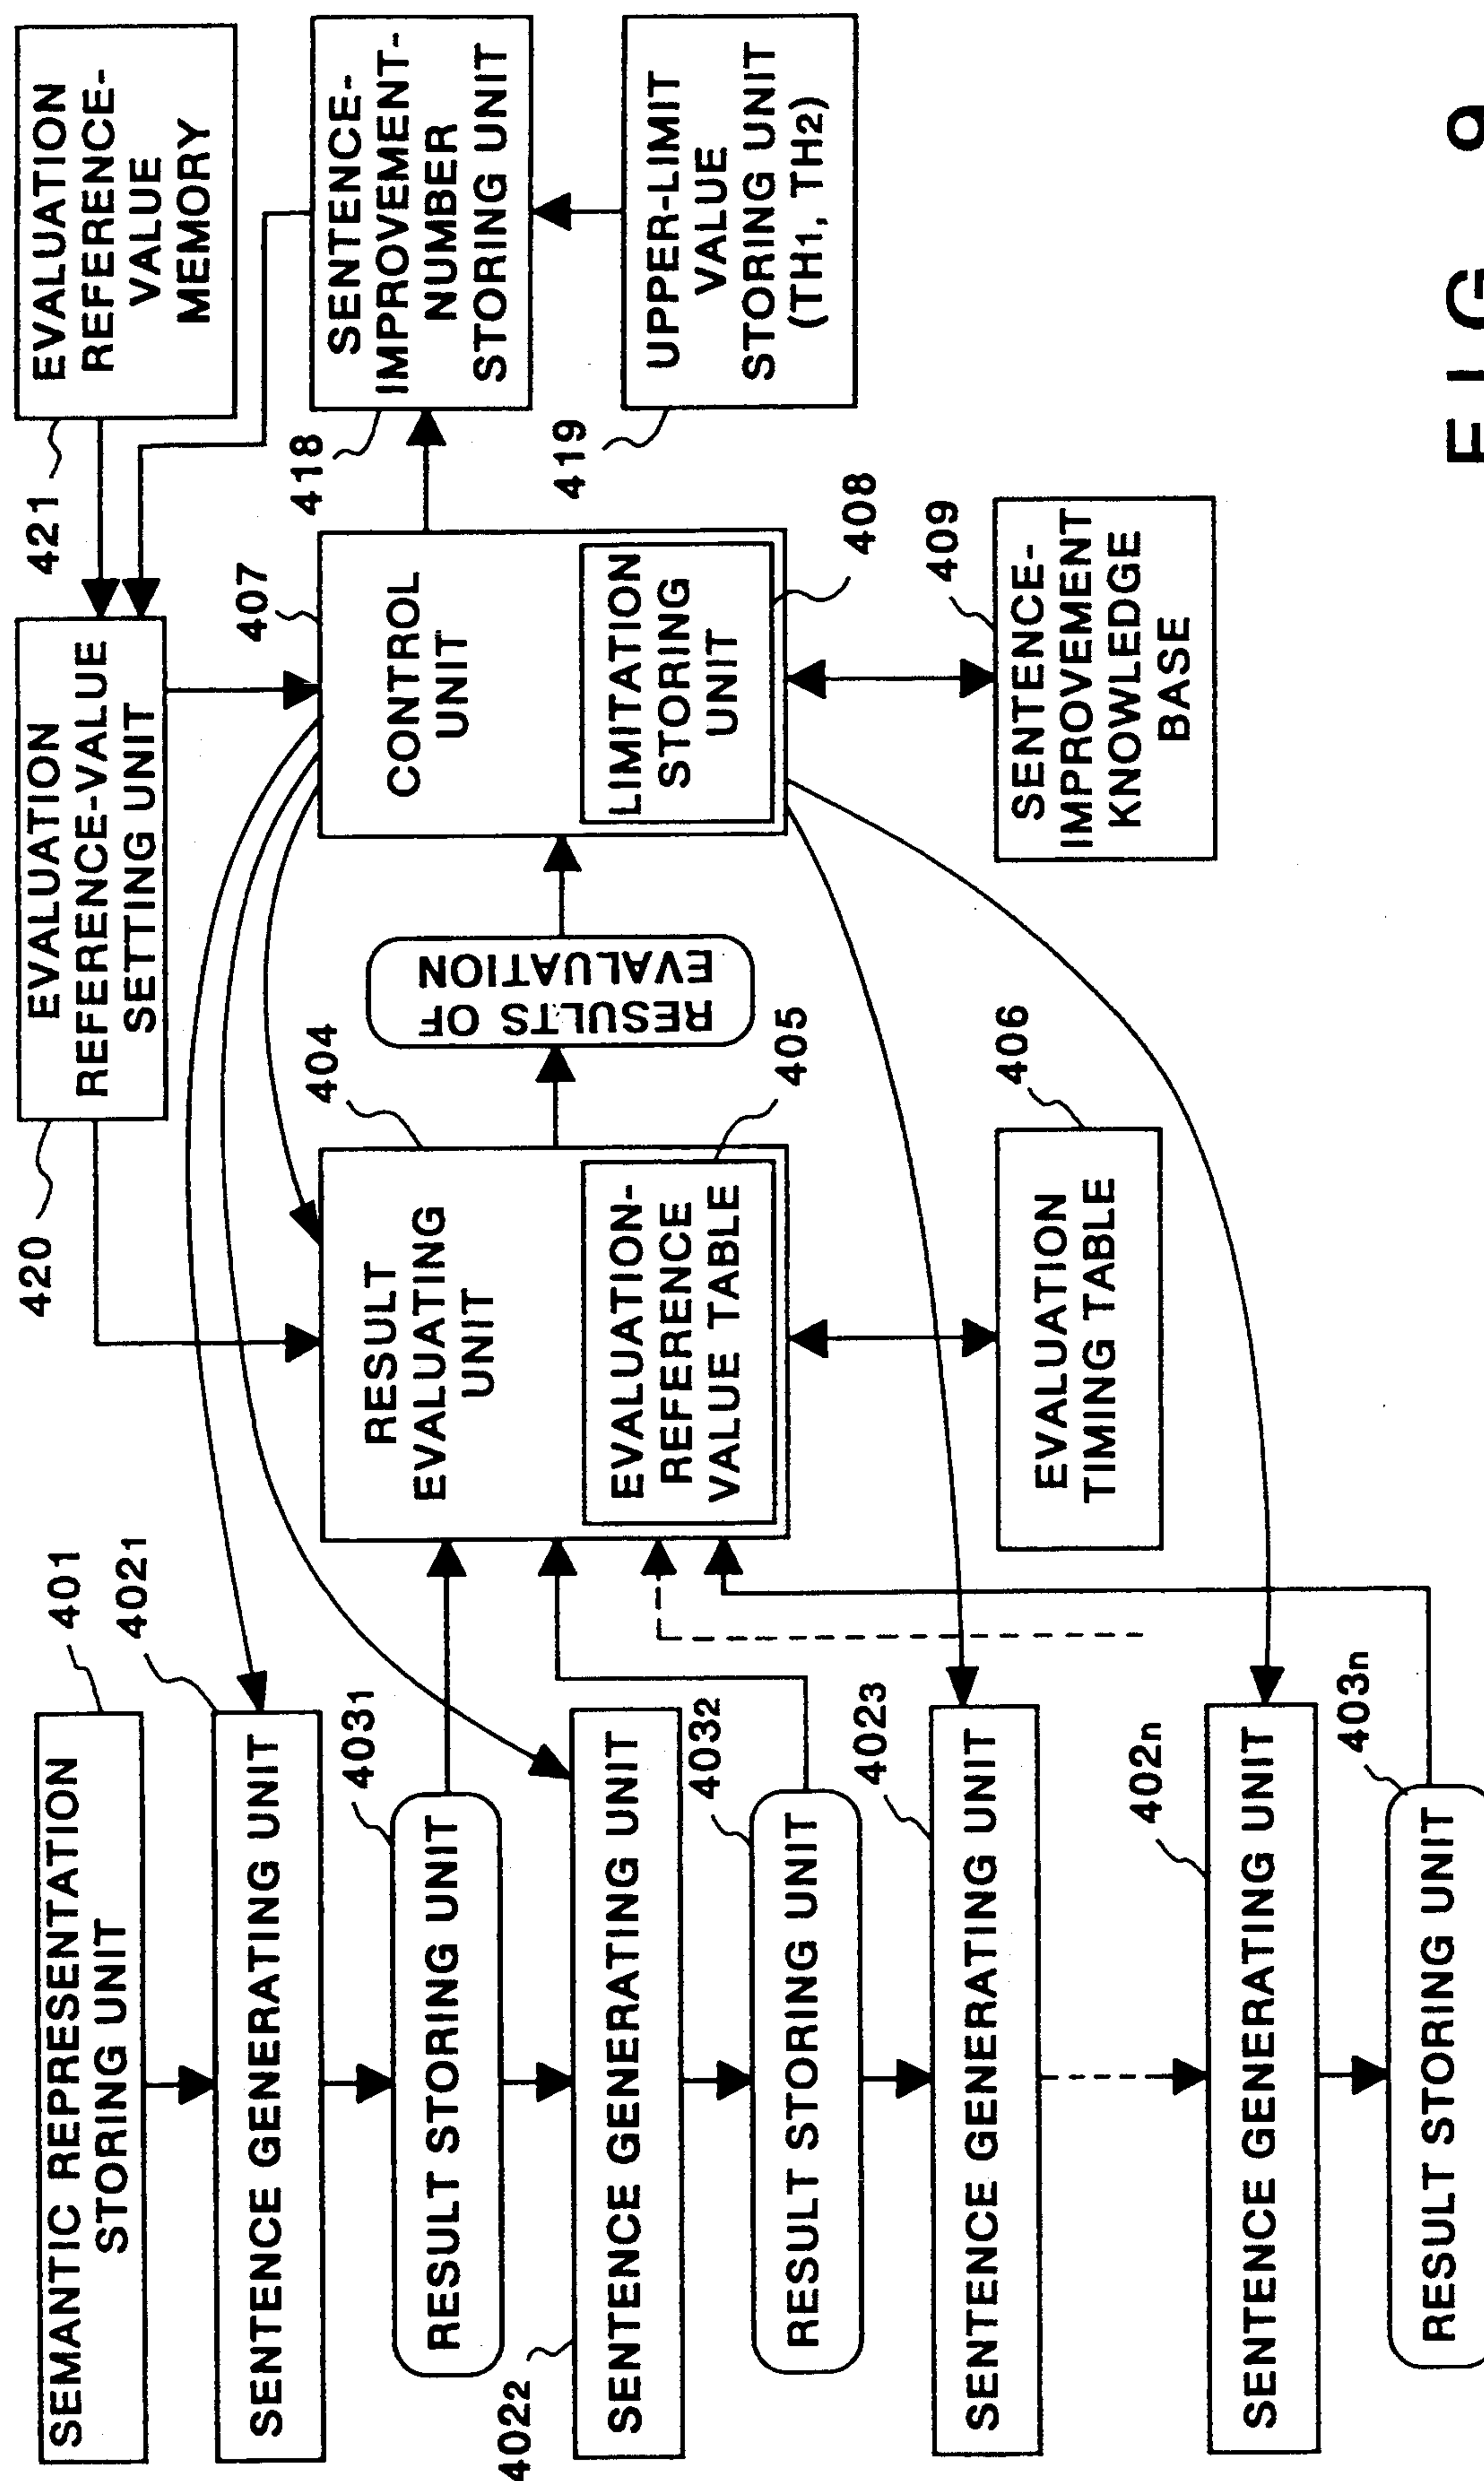 SEMANTIC REPRESENTATION
STORING UNIT
401
SENTENCE GENERATING UNIT
4021
RESULT STORING UNIT
4031
SENTENCE GENERATING UNIT
4022
RESULT STORING UNIT
4032
SENTENCE GENERATING UNIT
4023
SENTENCE GENERATING UNIT
402n
RESULT STORING UNIT
403n
EVALUATION
REFERENCE-VALUE
SETTING UNIT
420
RESULT
EVALUATING
UNIT
404
EVALUATION-
REFERENCE
VALUE TABLE
405
EVALUATION
TIMING TABLE
406
RESULTS OF
EVALUATION
CONTROL
UNIT
407
LIMITATION
STORING
UNIT
408
SENTENCE-
IMPROVEMENT
KNOWLEDGE
BASE
409
EVALUATION
REFERENCE-
VALUE
MEMORY
421
SENTENCE-
IMPROVEMENT-
NUMBER
STORING UNIT
418
UPPER-LIMIT
VALUE
STORING UNIT
(TH1, TH2)
419